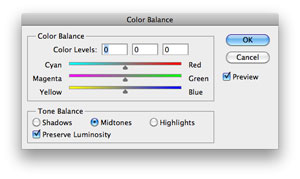 Color Balance
Color Balance
Color Levels: 0 0 0
Cyan Red
Magenta Green
Yellow Blue
Tone Balance
Shadows Midtones Highlights
Preserve Luminosity
OK
Cancel
Preview